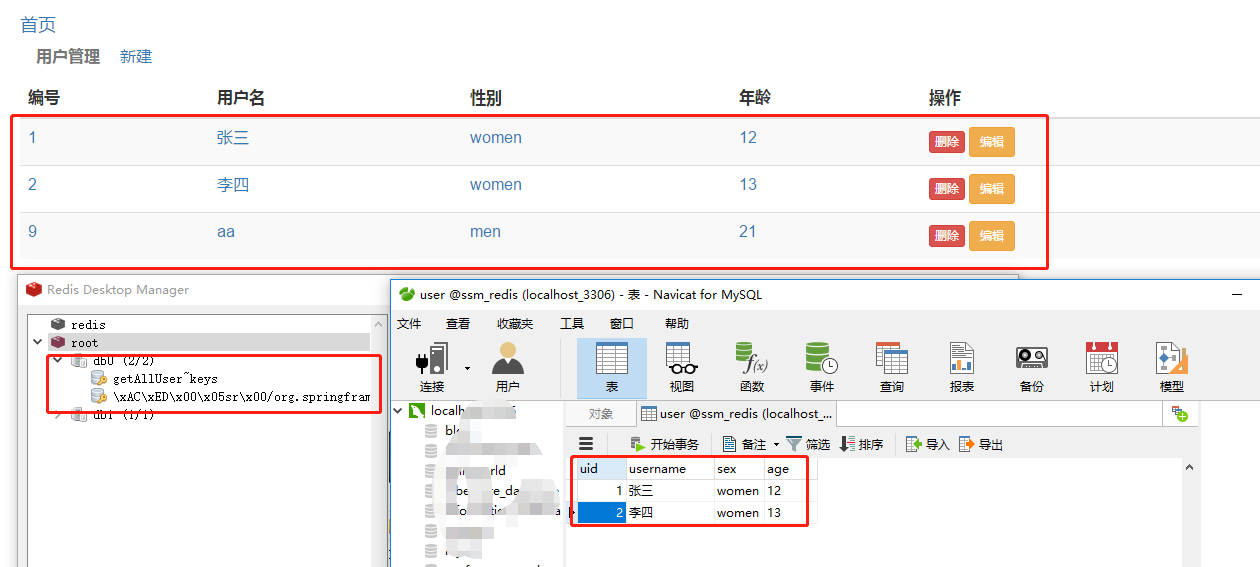 首页
用户管理 新建
编号 用户名 性别 年龄 操作
1 张三 women 12 删除 编辑
2 李四 women 13 删除 编辑
9 aa men 21 删除 编辑
Redis Desktop Manager
redis
root
db0 (2/2)
getAllUser~keys
\xAC\xED\x00\x05sr\x00/org.springfram
db1 (1/1)
user @ssm_redis (localhost_3306) - 表 - Navicat for MySQL
文件 查看 收藏夹 工具 窗口 帮助
连接 用户 表 视图 函数 事件 查询 报表 备份 计划 模型
f(x)
对象 user @ssm_redis (localhost_...
开始事务 备注 筛选 排序 导入 导出
uid username sex age
1 张三 women 12
2 李四 women 13